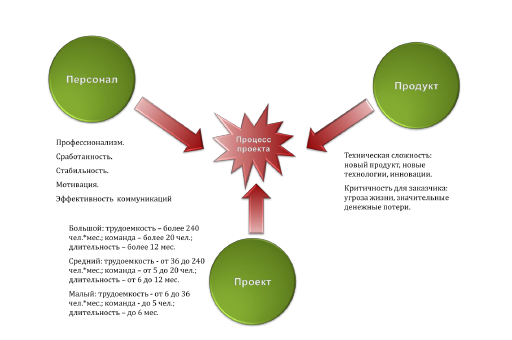 Персонал
Продукт
Процесс
проекта
Профессионализм.
Сработанность.
Стабильность.
Мотивация.
Эффективность коммуникаций
Техническая сложность:
новый продукт, новые
технологии, инновации.
Критичность для заказчика:
угроза жизни, значительные
денежные потери.
Большой: трудоемкость – более 240
чел.*мес.; команда – более 20 чел.;
длительность – более 12 мес.
Средний: трудоемкость – от 36 до 240
чел.*мес.; команда – от 5 до 20 чел.;
длительность – от 6 до 12 мес.
Малый: трудоемкость - от 6 до 36
чел.*мес.; команда - до 5 чел.;
длительность – до 6 мес.
Проект